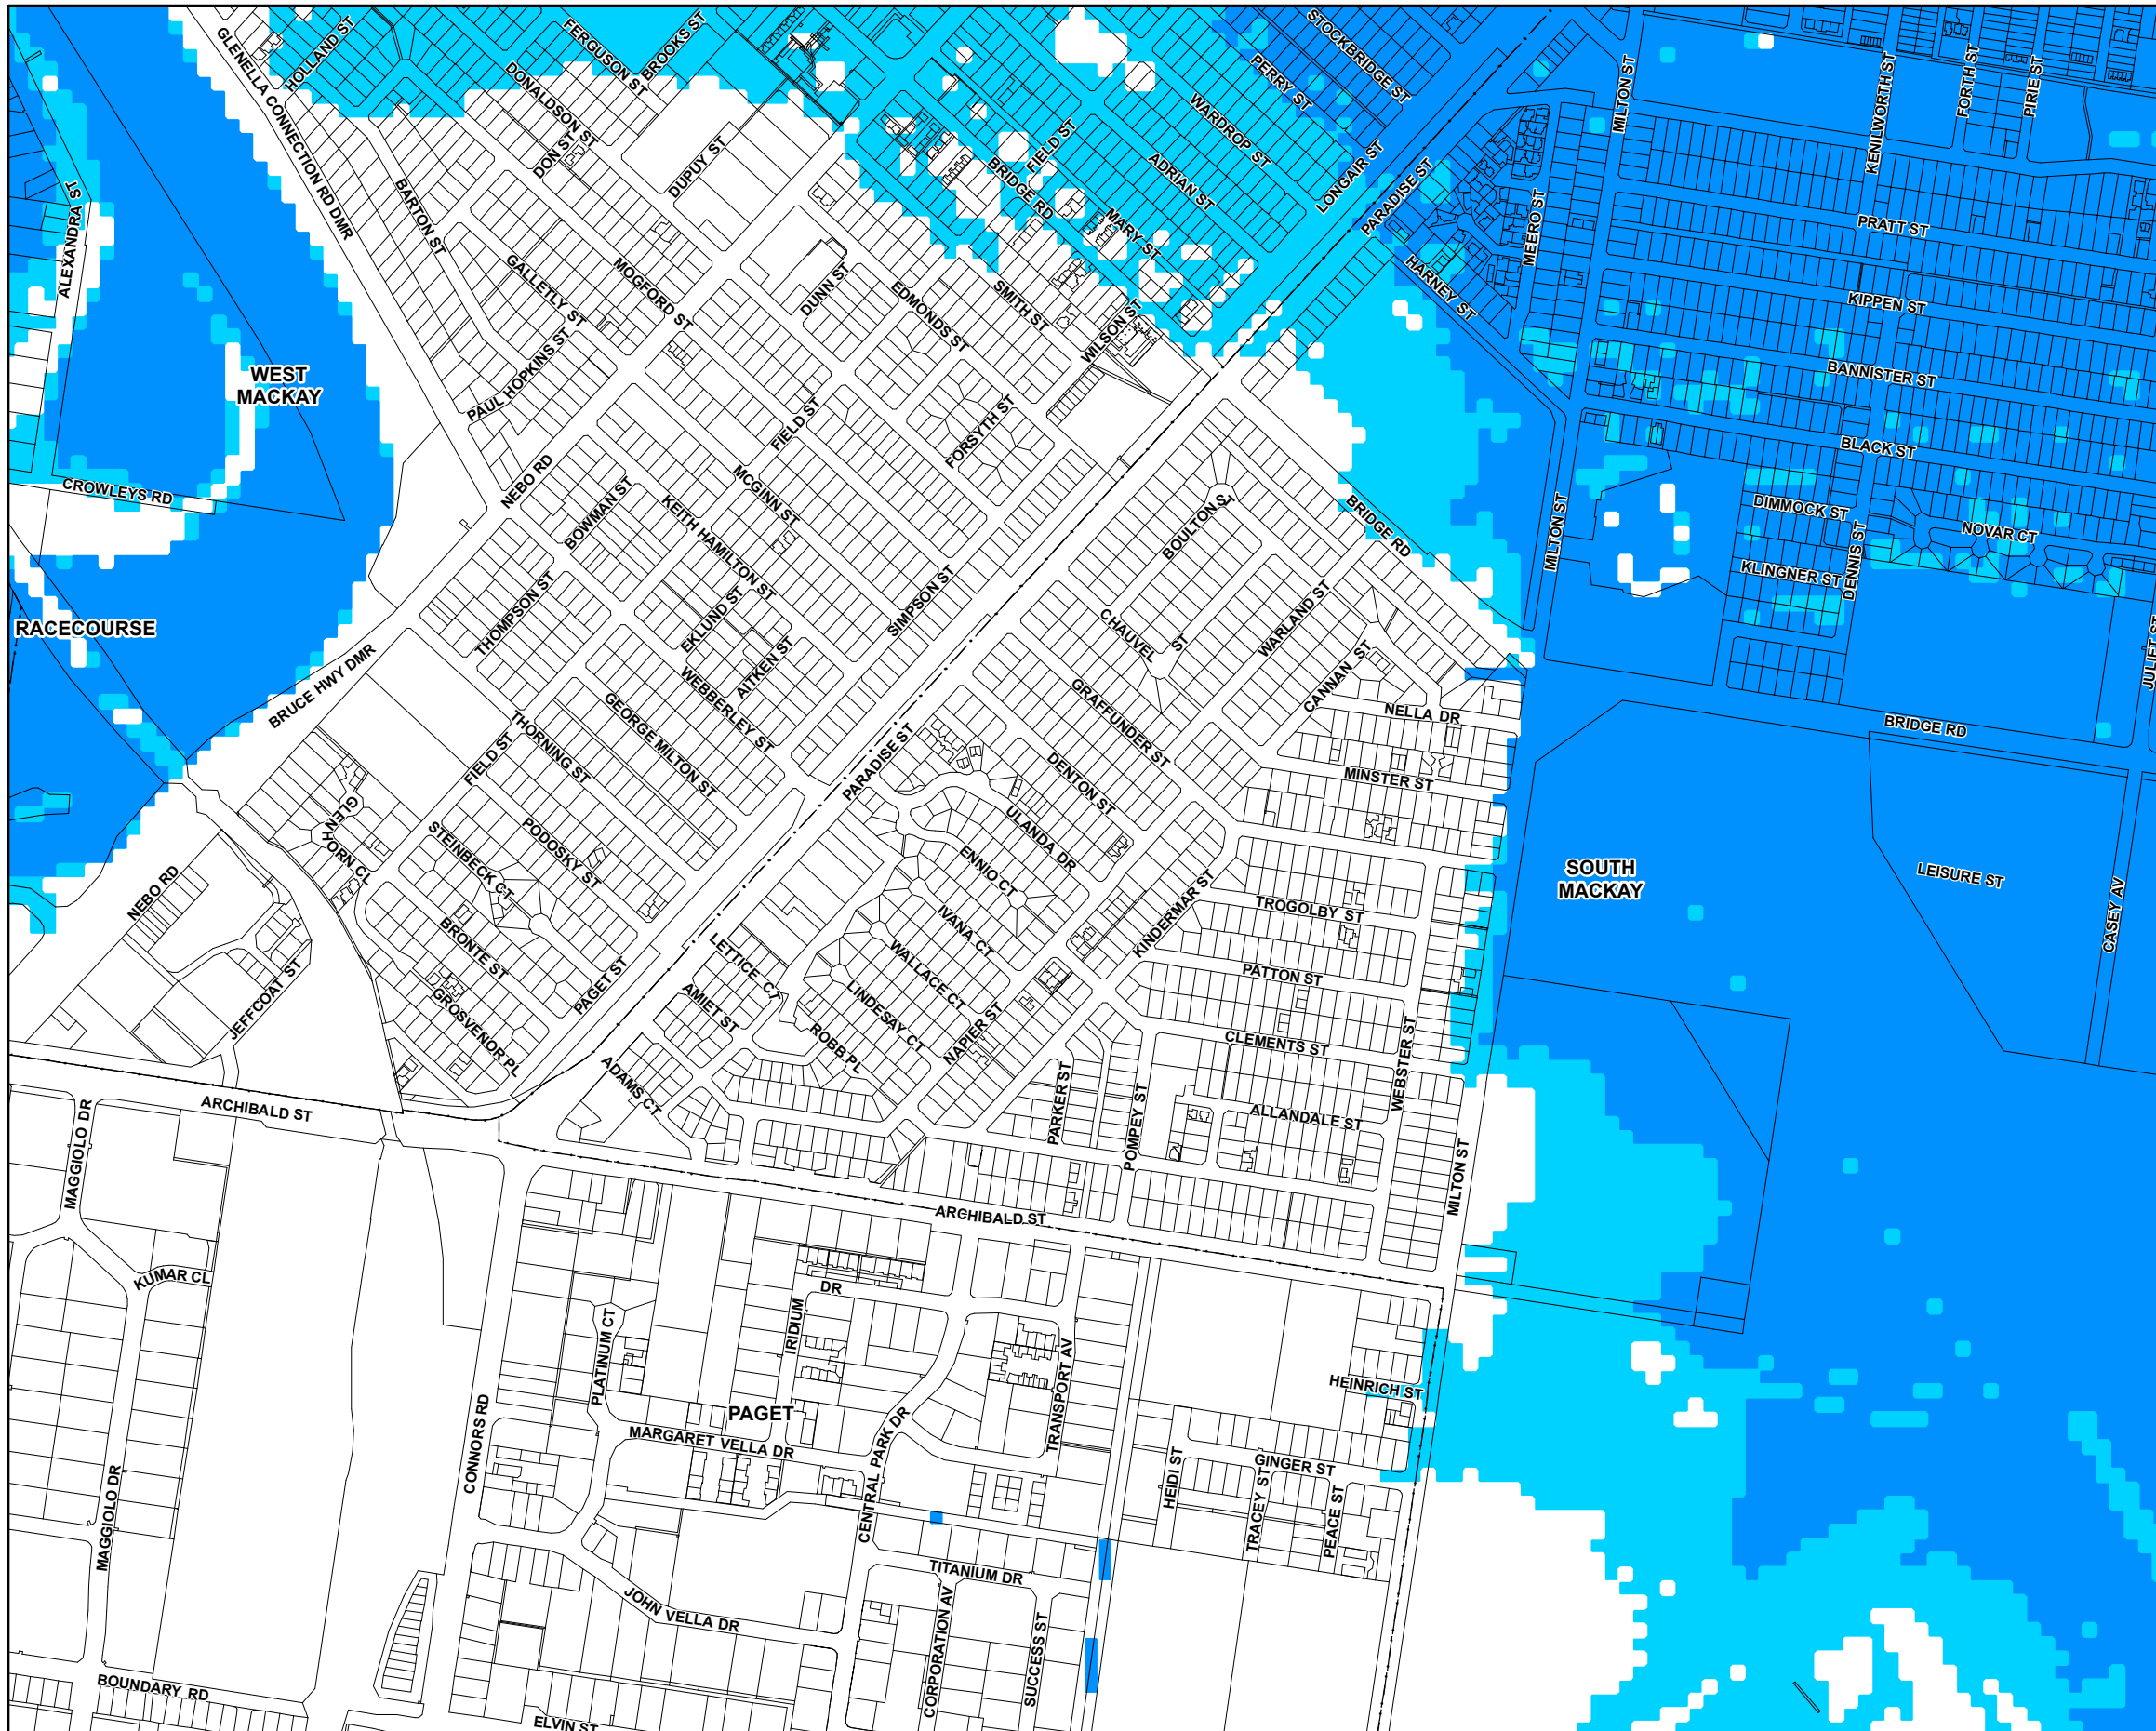 HOLLAND ST
FERGUSON ST
BROOKS ST
STOCKBRIDGE ST
PERRY ST
MILTON ST
KENILWORTH ST
FORTH ST
PIRIE ST
GLENELLA CONNECTION RD DMR
DONALDSON ST
DON ST
DUPUY ST
FIELD ST
WARDROP ST
ADRIAN ST
LONGAIR ST
PARADISE ST
BRIDGE RD
MARY ST
MEERO ST
HARNEY ST
PRATT ST
ALEXANDRA ST
BARTON ST
GALLETLY ST
MOGFORD ST
DUNN ST
EDMONDS ST
SMITH ST
WILSON ST
KIPPEN ST
WEST
MACKAY
PAUL HOPKINS ST
FIELD ST
FORSYTH ST
BANNISTER ST
BLACK ST
CROWLEYS RD
NEBO RD
BOWMAN ST
MCGINN ST
KEITH HAMILTON ST
BOULTON ST
BRIDGE RD
MILTON ST
DIMMOCK ST
DENNIS ST
NOVAR CT
KLINGNER ST
RACECOURSE
THOMPSON ST
EKLUND ST
AITKEN ST
SIMPSON ST
CHAUVEL
ST
WARLAND ST
CANNAN ST
JULIET ST
BRUCE HWY DMR
WEBBERLEY ST
GEORGE MILTON ST
THORNING ST
FIELD ST
PARADISE ST
GRAFFUNDER ST
NELLA DR
BRIDGE RD
DENTON ST
MINSTER ST
GLENTHORN CL
STEINBECK CT
PODOSKY ST
ULANDA DR
ENNIO CT
SOUTH
MACKAY
LEISURE ST
CASEY AV
NEBO RD
BRONTE ST
LETTICE CT
IVANA CT
WALLACE CT
KINDERMAR ST
TROGOLBY ST
PATTON ST
JEFFCOAT ST
GROSVENOR PL
PAGET ST
AMIET ST
LINDESAY CT
ROBB PL
NAPIER ST
CLEMENTS ST
WEBSTER ST
ADAMS CT
PARKER ST
POMPEY ST
ALLANDALE ST
MILTON ST
ARCHIBALD ST
MAGGIOLO DR
ARCHIBALD ST
KUMAR CL
PLATINUM CT
IRIDIUM
DR
TRANSPORT AV
HEINRICH ST
PAGET
MARGARET VELLA DR
CONNORS RD
CENTRAL PARK DR
HEIDI ST
GINGER ST
TRACEY ST
PEACE ST
MAGGIOLO DR
TITANIUM DR
JOHN VELLA DR
CORPORATION AV
SUCCESS ST
BOUNDARY RD
ELVIN ST